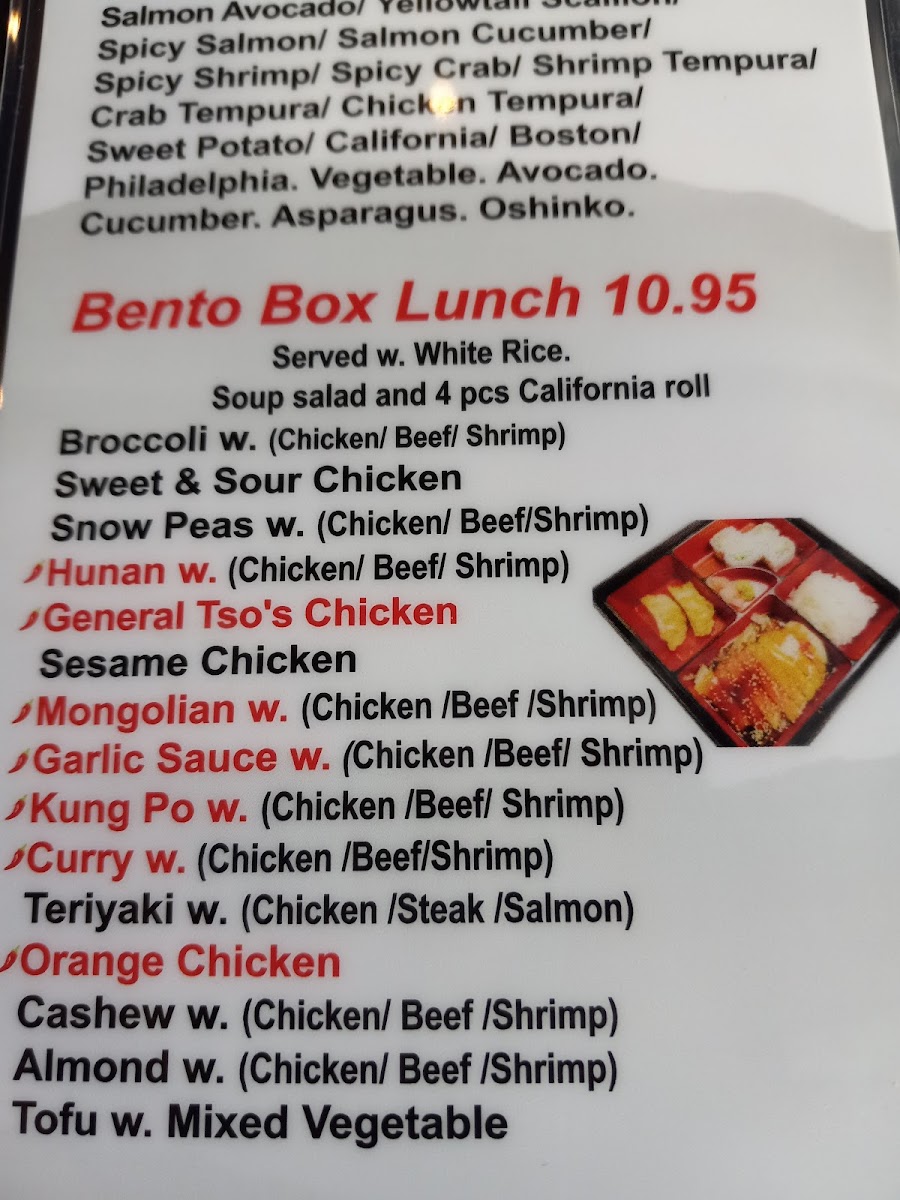 Salmon Avocado/ Yellowtail Scallion/
Spicy Salmon/ Salmon Cucumber/
Spicy Shrimp/ Spicy Crab/ Shrimp Tempura/
Crab Tempura/ Chicken Tempura/
Sweet Potato/ California/ Boston/
Philadelphia. Vegetable. Avocado.
Cucumber. Asparagus. Oshinko.
Bento Box Lunch 10.95
Served w. White Rice.
Soup salad and 4 pcs California roll
Broccoli w. (Chicken/ Beef/ Shrimp)
Sweet & Sour Chicken
Snow Peas w. (Chicken/ Beef/Shrimp)
Hunan w. (Chicken/ Beef/ Shrimp)
General Tso's Chicken
Sesame Chicken
Mongolian w. (Chicken /Beef /Shrimp)
Garlic Sauce w. (Chicken /Beef/ Shrimp)
Kung Po w. (Chicken /Beef/ Shrimp)
Curry w. (Chicken /Beef/Shrimp)
Teriyaki w. (Chicken /Steak /Salmon)
Orange Chicken
Cashew w. (Chicken/ Beef /Shrimp)
Almond w. (Chicken/ Beef /Shrimp)
Tofu w. Mixed Vegetable